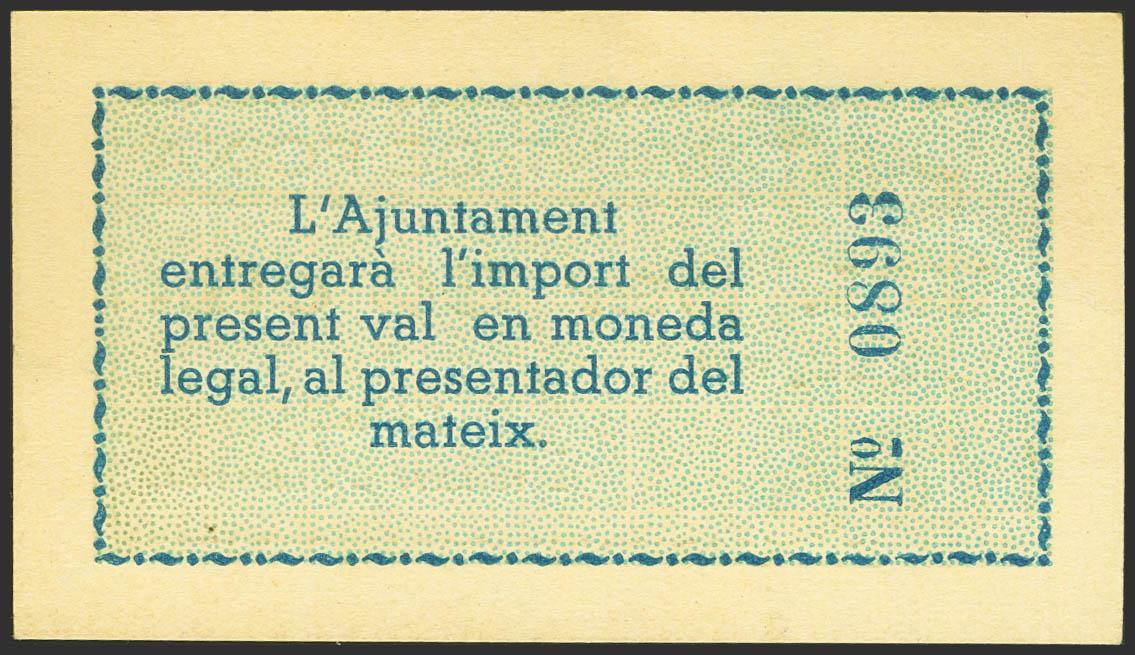 L'Ajuntament
entregarà l'import del
present val en moneda
legal, al presentador del
mateix.
Nº 0893